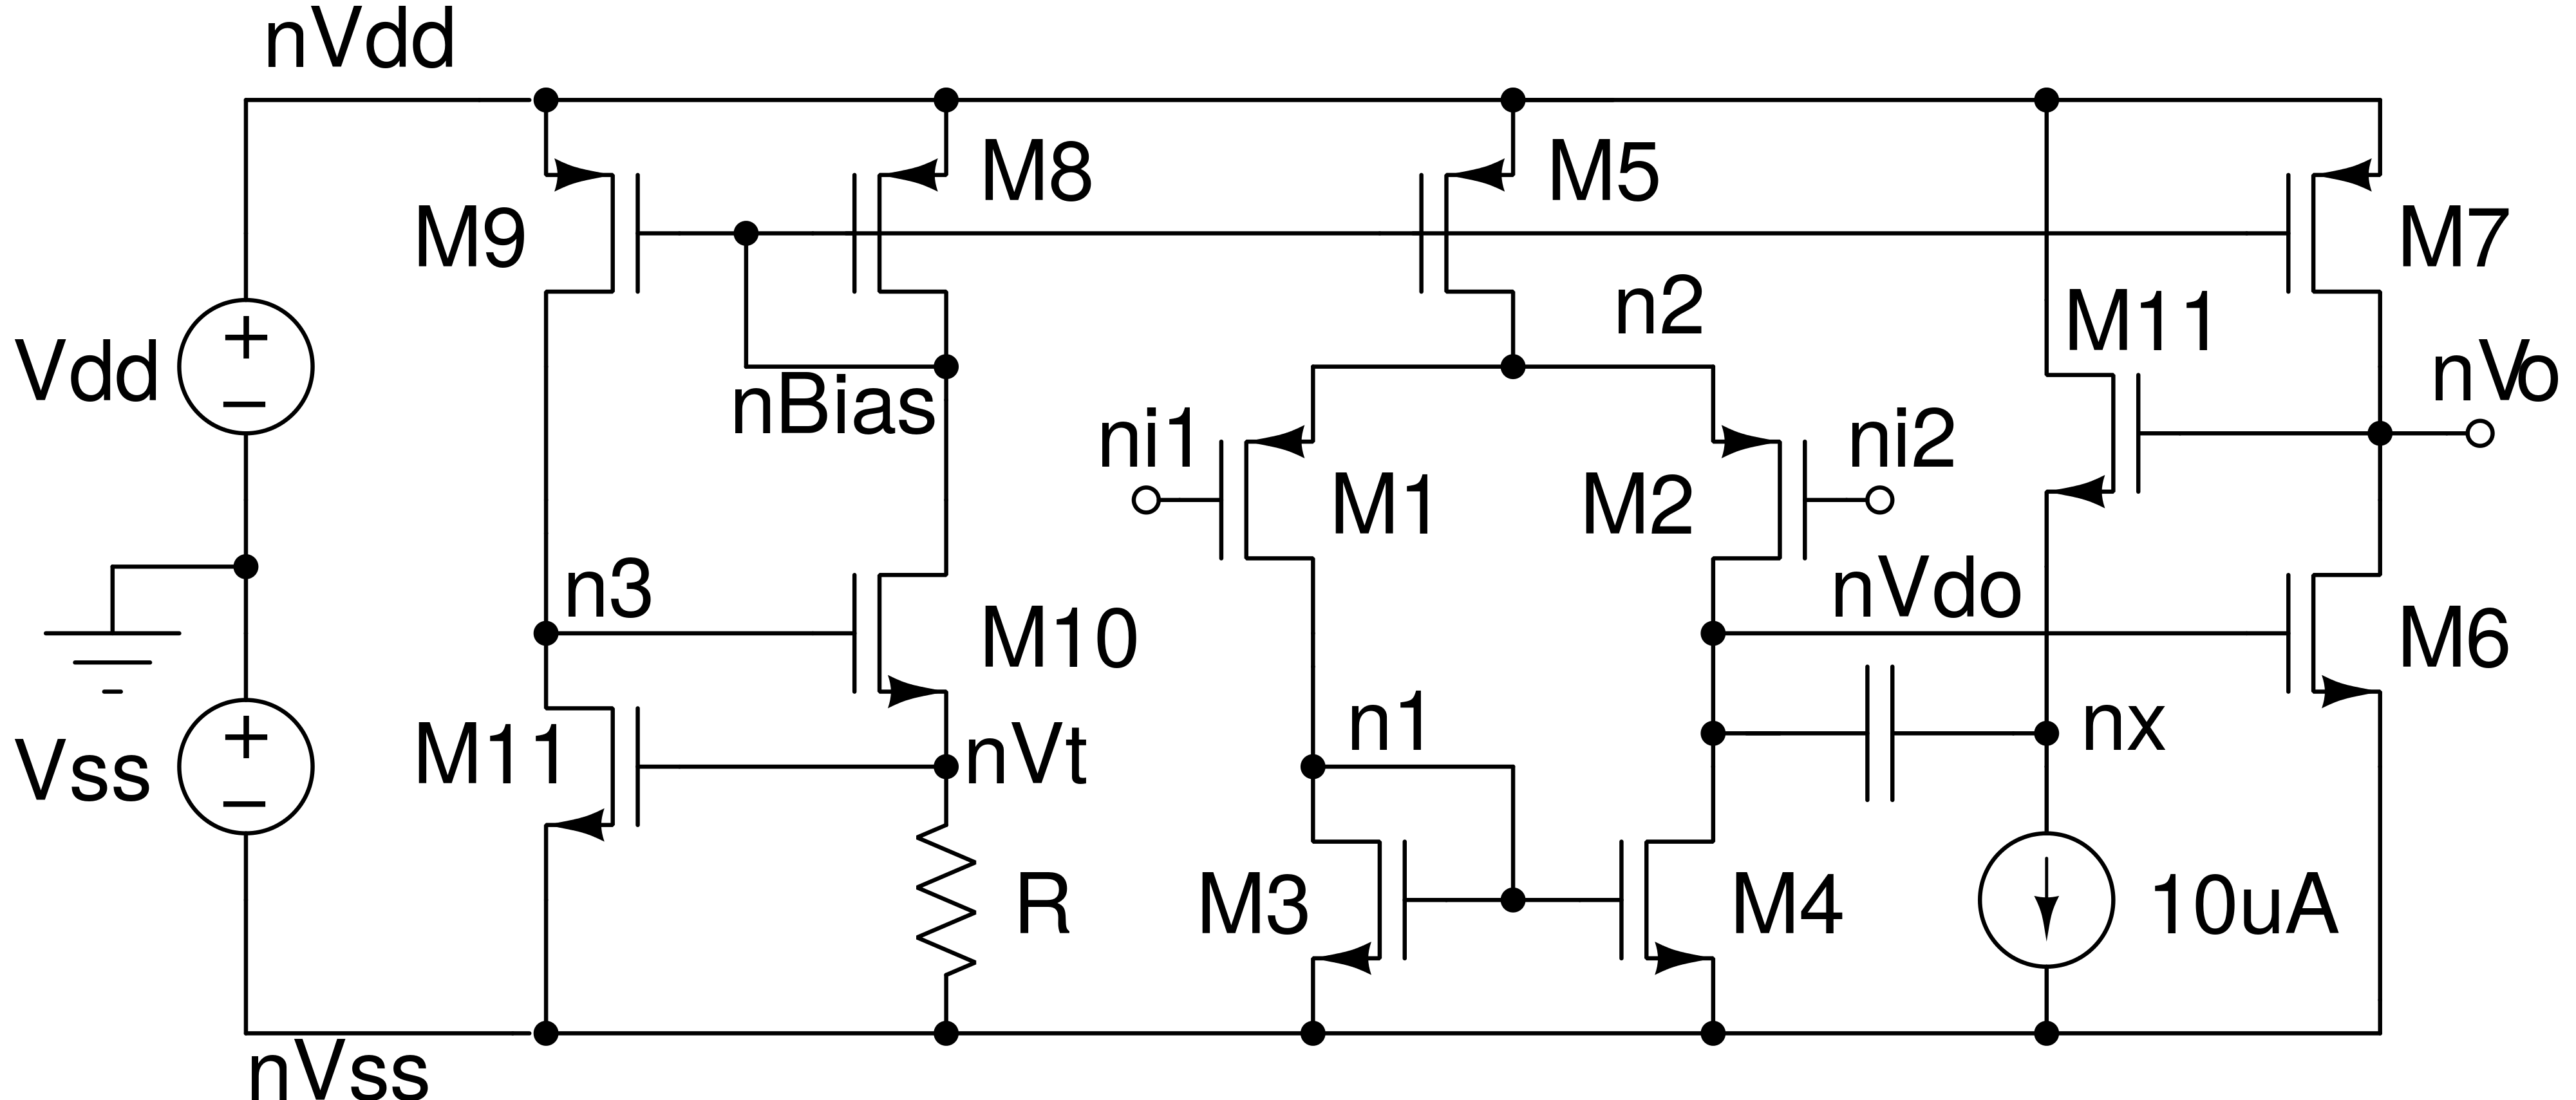 nVdd
M8
M5
M9
M7
n2
M11
Vdd
nVo
nBias
ni1
ni2
M1
M2
n3
nVdo
M10
M6
n1
nx
M11
nVt
Vss
R
M3
M4
10uA
nVss
+
−
+
−